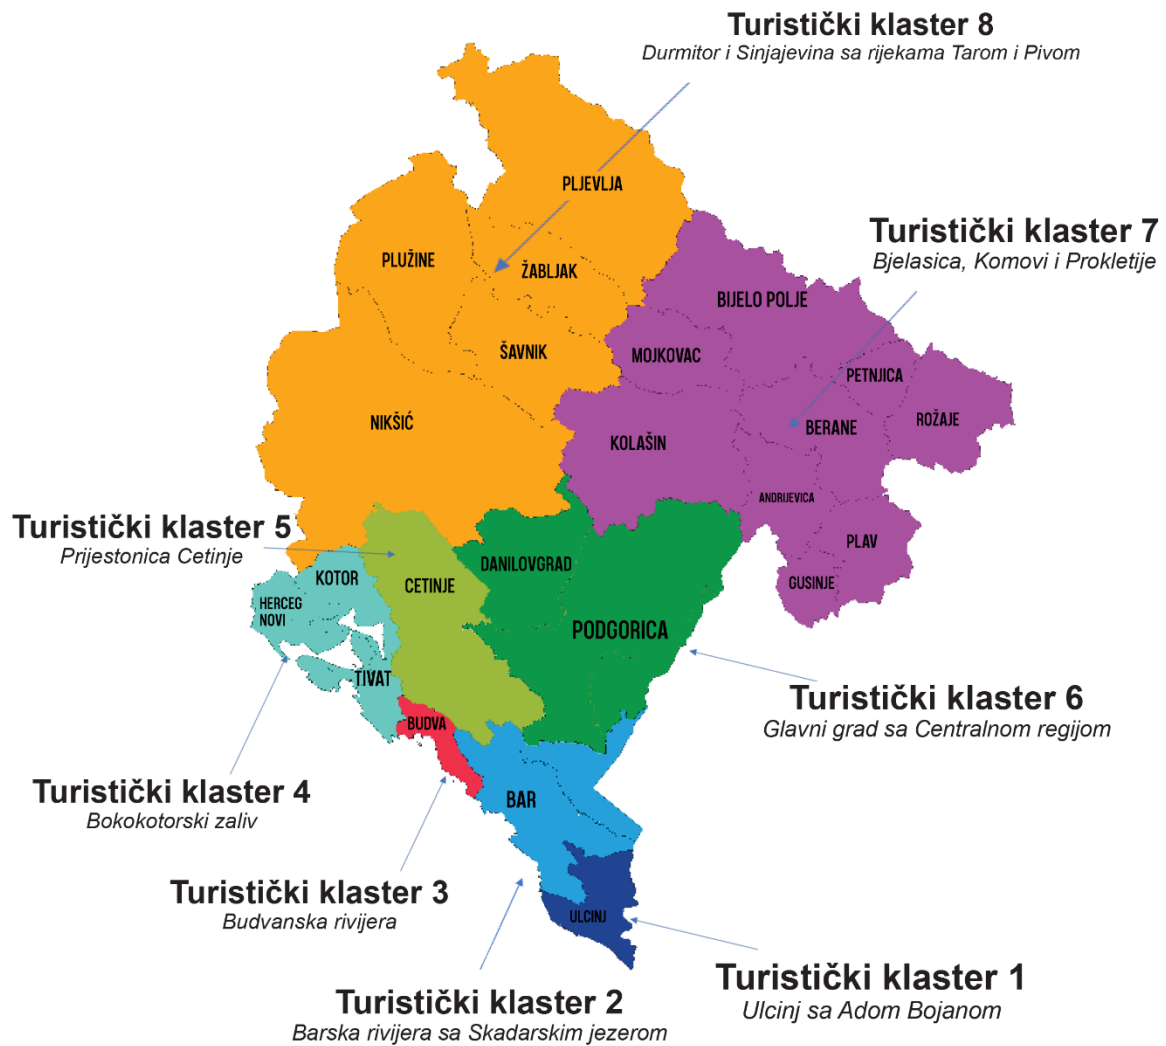 Turistički klaster 8
Durmitor i Sinjajevina sa rijekama Tarom i Pivom
PLJEVLJA
Turistički klaster 7
Bjelasica, Komovi i Prokletije
PLUŽINE
ŽABLJAK
BIJELO POLJE
ŠAVNIK
MOJKOVAC
PETNJICA
NIKŠIĆ
KOLAŠIN
BERANE
ROŽAJE
ANDRIJEVICA
Turistički klaster 5
Prijestonica Cetinje
PLAV
DANILOVGRAD
KOTOR
CETINJE
GUSINJE
HERCEG
NOVI
PODGORICA
TIVAT
Turistički klaster 6
Glavni grad sa Centralnom regijom
BUDVA
Turistički klaster 4
Bokokotorski zaliv
BAR
Turistički klaster 3
Budvanska rivijera
ULCINJ
Turistički klaster 1
Ulcinj sa Adom Bojanom
Turistički klaster 2
Barska rivijera sa Skadarskim jezerom